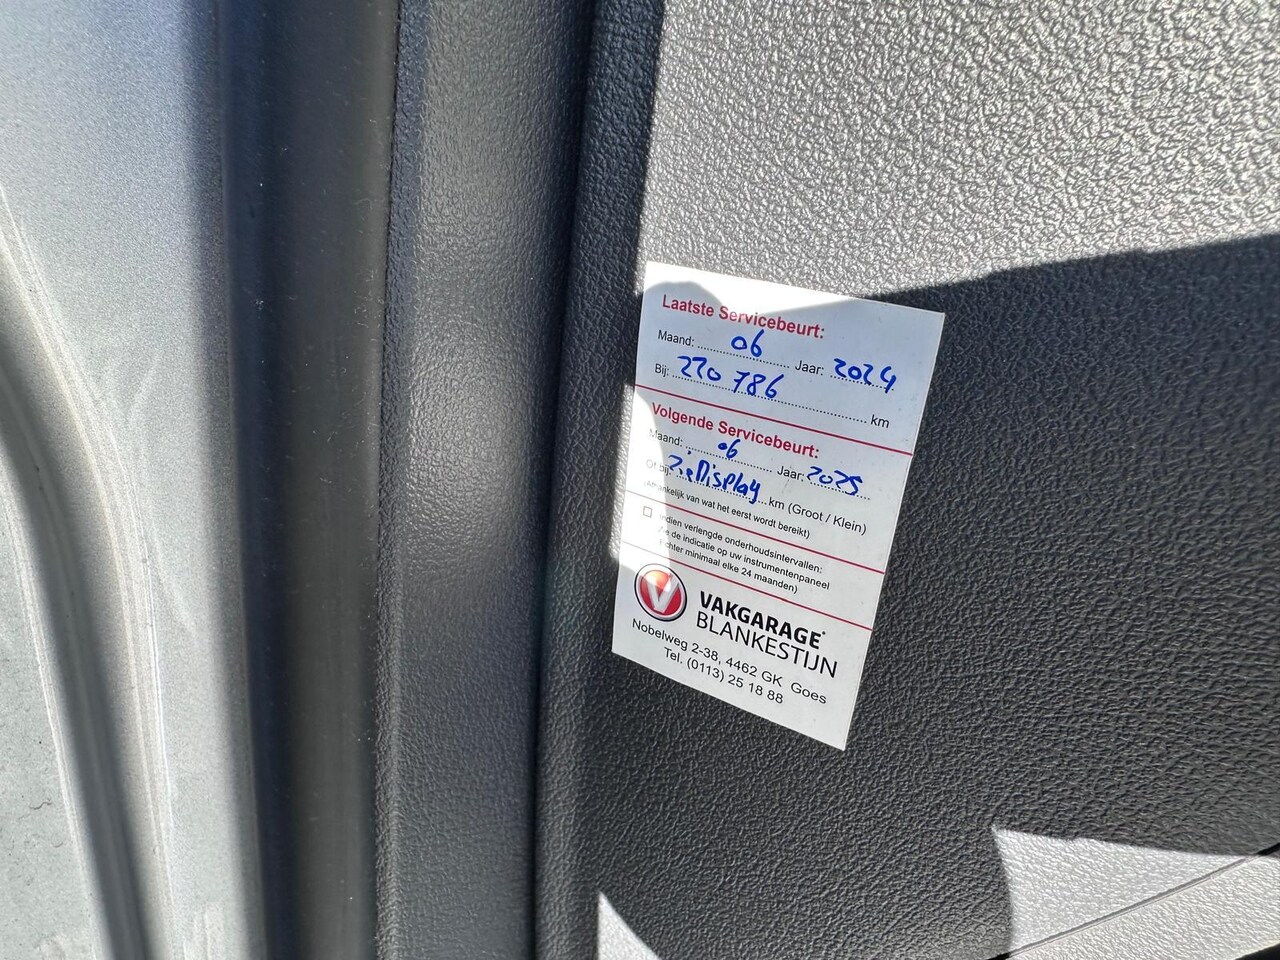 Laatste Servicebeurt:
Maand: 06 Jaar: 2024
Bij: 220 786 km
Volgende Servicebeurt:
Maand: 06 Jaar: 2025
Of bij: zie Display km (Groot / Klein)
(Afhankelijk van wat het eerst wordt bereikt)
Indien verlengde onderhoudsintervallen:
Zie de indicatie op uw instrumentenpaneel
Echter minimaal elke 24 maanden)
V
VAKGARAGE
BLANKESTIJN
Nobelweg 2-38, 4462 GK Goes
Tel. (0113) 25 18 88